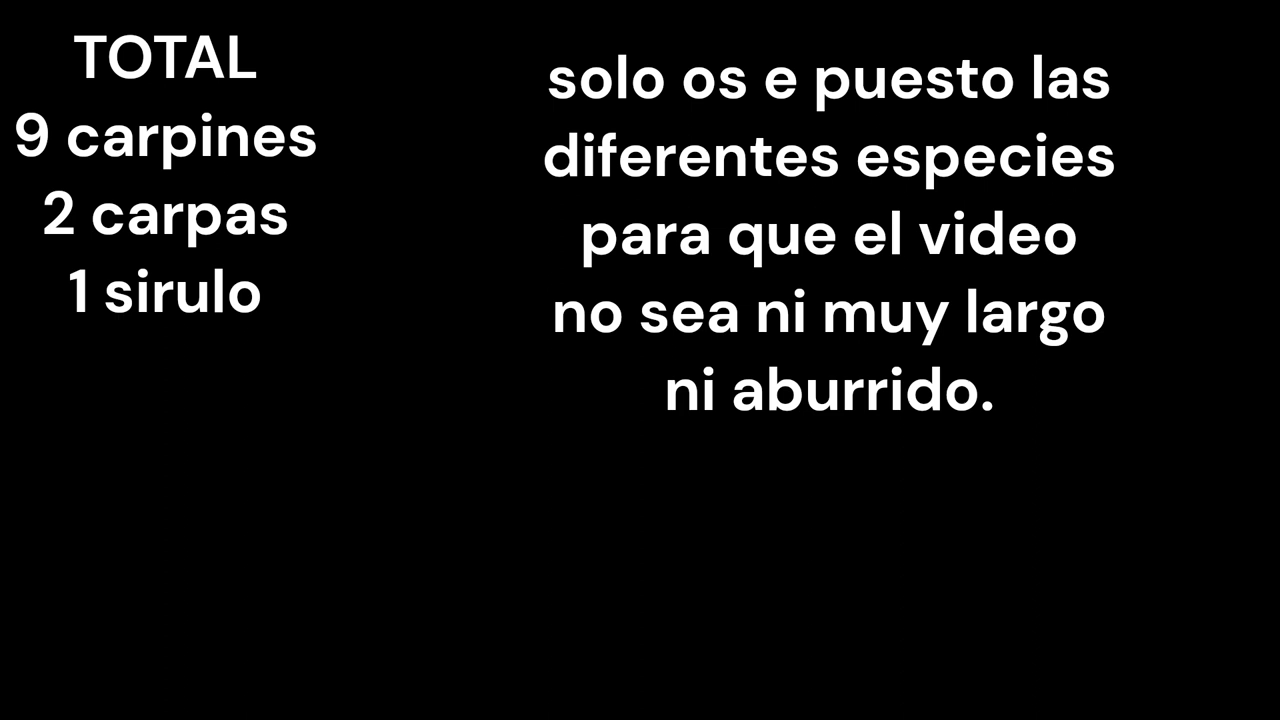 TOTAL
9 carpines
2 carpas
1 sirulo
solo os e puesto las
diferentes especies
para que el video
no sea ni muy largo
ni aburrido.